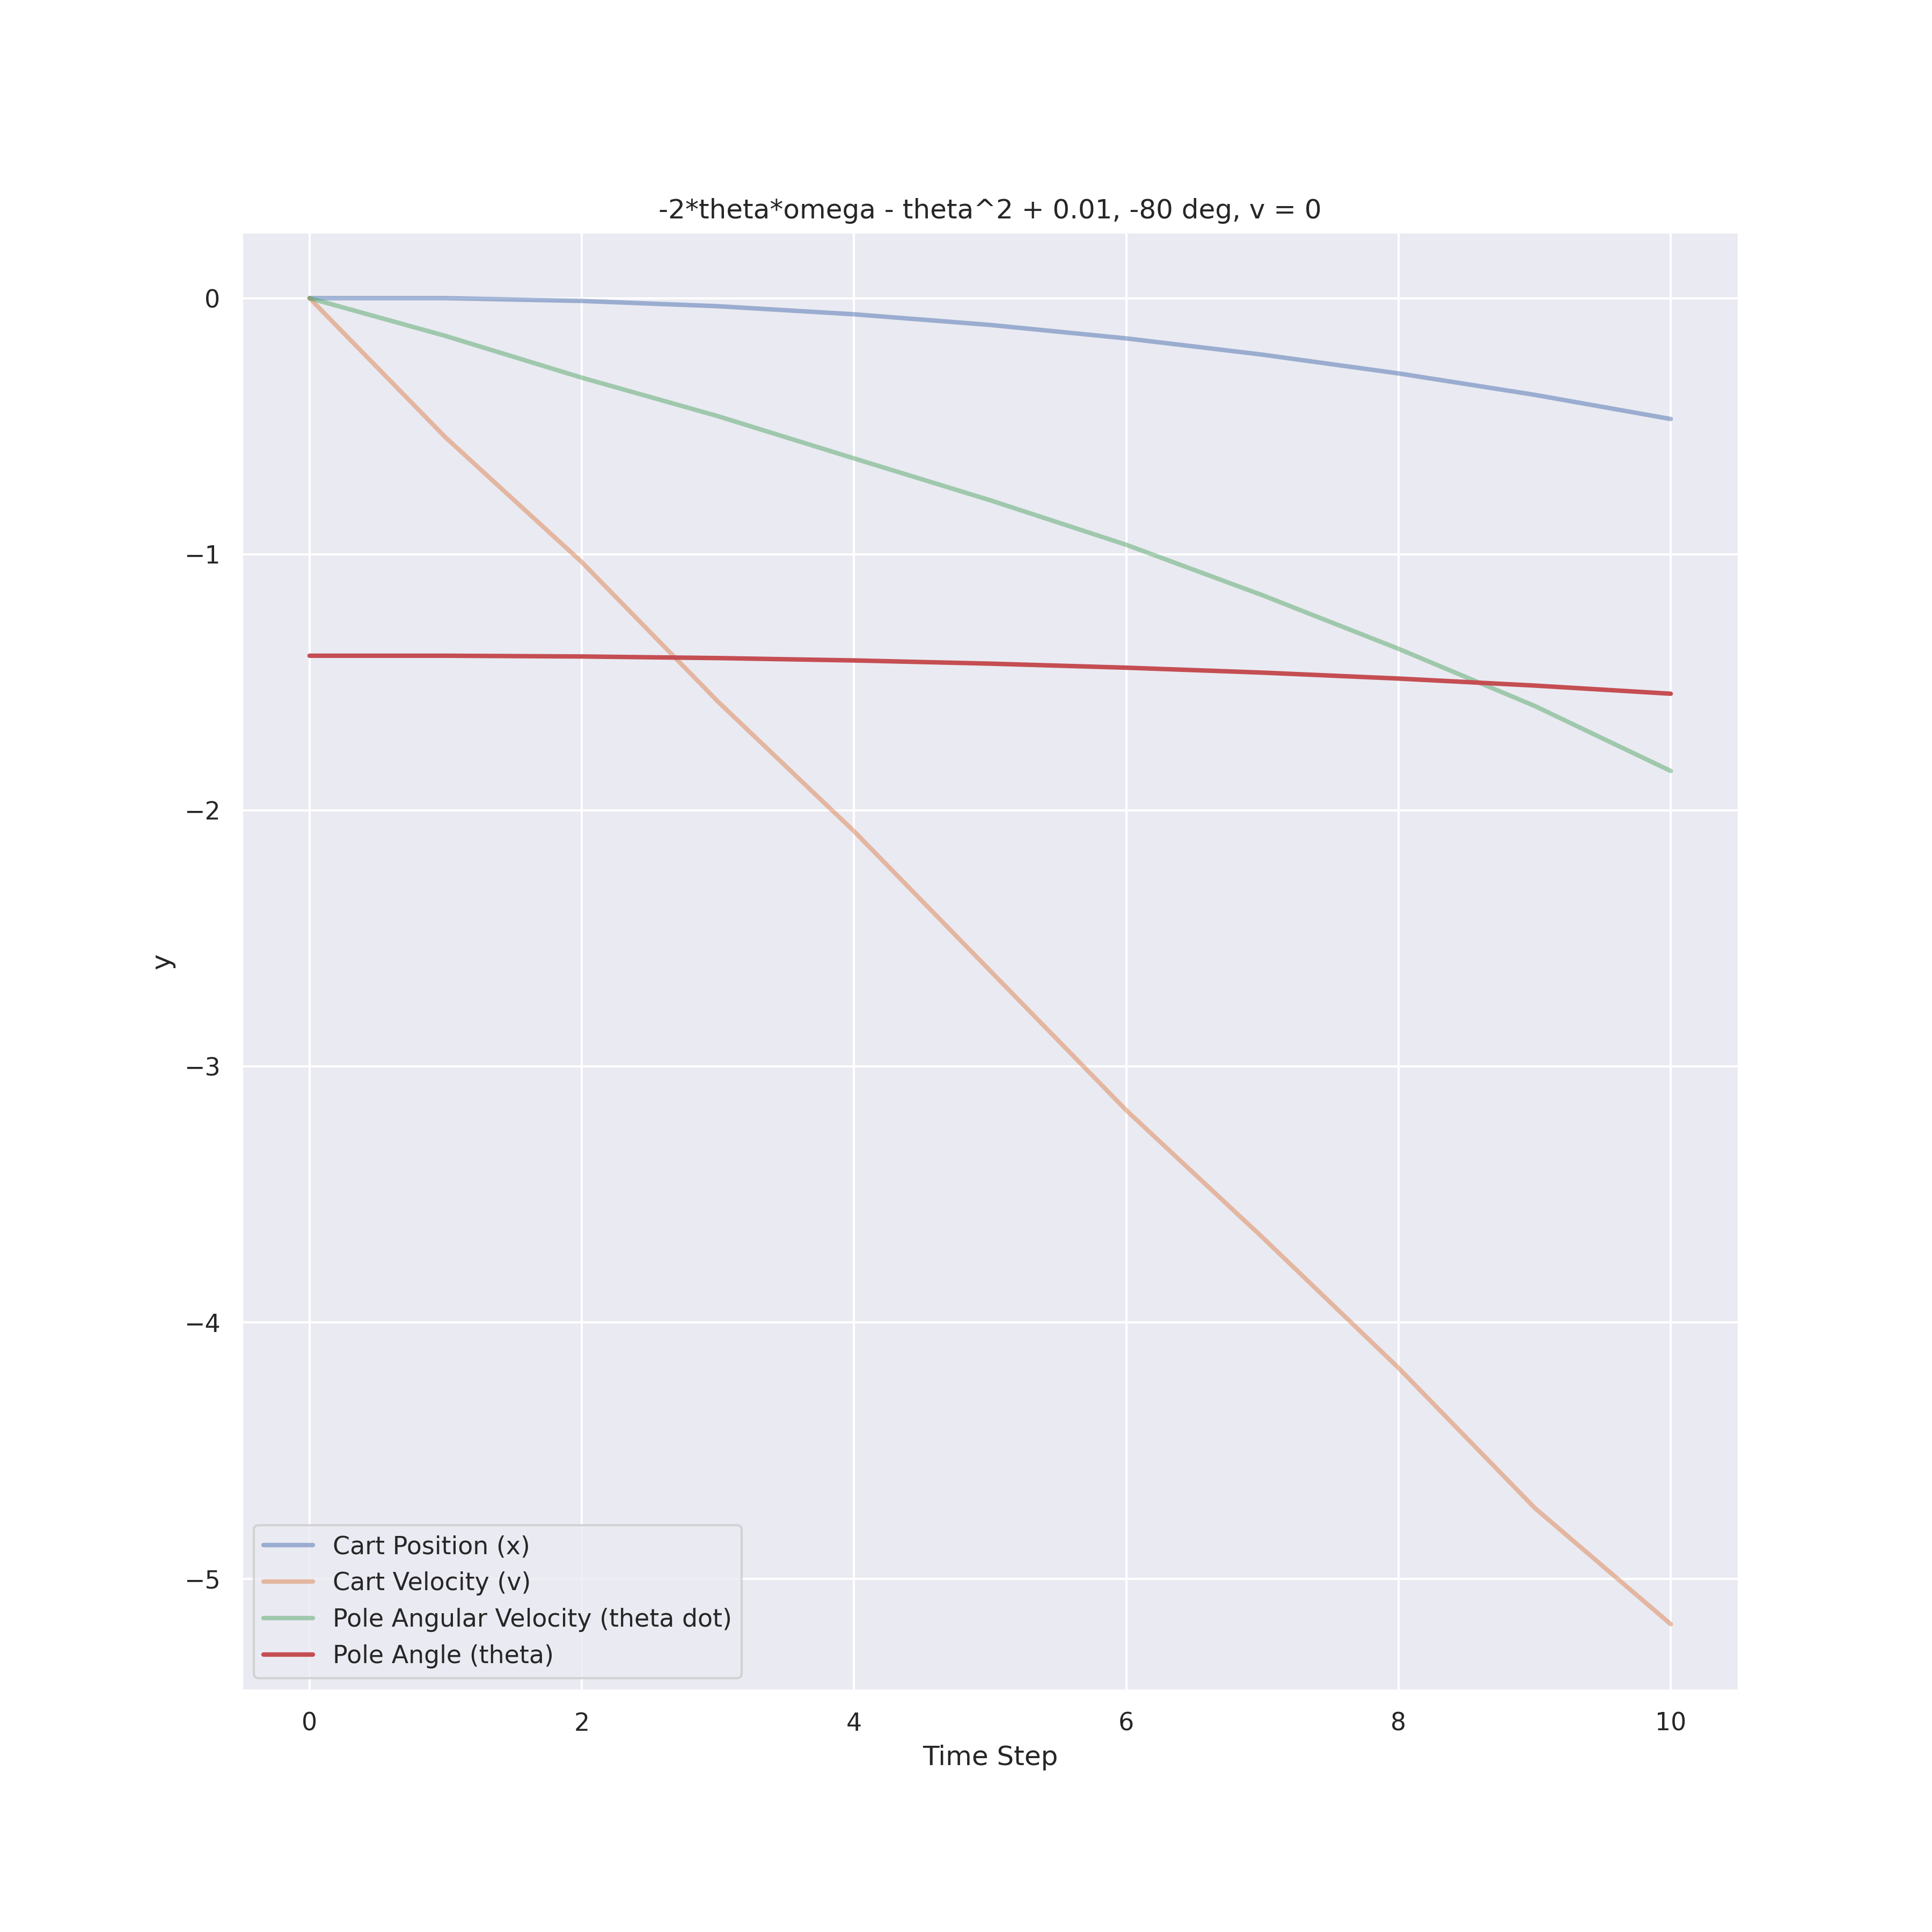 -2*theta*omega - theta^2 + 0.01, -80 deg, v = 0
0
−1
−2
−3
−4
−5
y
Cart Position (x)
Cart Velocity (v)
Pole Angular Velocity (theta dot)
Pole Angle (theta)
0 2 4 6 8 10
Time Step